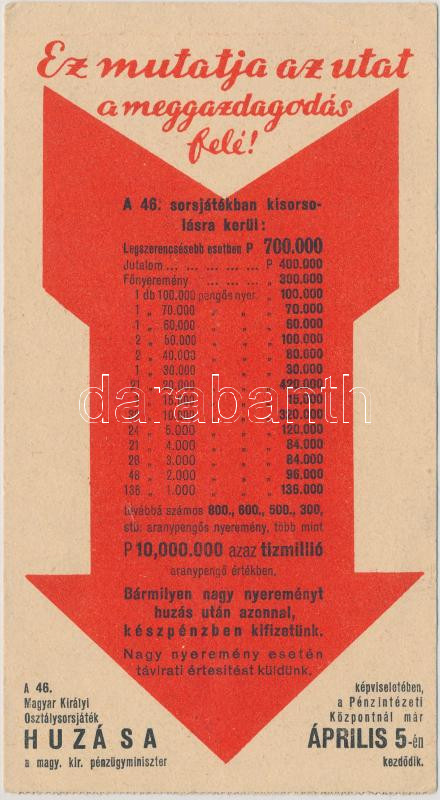 Ez mutatja az utat
a meggazdagodás
felé!
A 46. sorsjátékban kisorso-
lásra kerül:
Legszerencsésebb esetben P 700.000
Jutalom ... ... ... ... ... P 400.000
Főnyeremény ... ... ... „ 300.000
1 db 100.000 pengős nyer. „ 100.000
1 „ 70.000 „ „ 70.000
1 „ 60.000 „ „ 60.000
2 „ 50.000 „ „ 100.000
2 „ 40.000 „ „ 80.000
1 „ 30.000 „ „ 30.000
21 „ 20.000 „ „ 420.000
„ 15.000 „ „ 15.000
„ 10.000 „ „ 320.000
24 „ 5.000 „ „ 120.000
21 „ 4.000 „ „ 84.000
28 „ 3.000 „ „ 84.000
48 „ 2.000 „ „ 96.000
136 „ 1.000 „ „ 136.000
darabanth
továbbá számos 800., 600., 500., 300,
stb. aranypengős nyeremény, több mint
P 10,000.000 azaz tizmillió
aranypengő értékben.
Bármilyen nagy nyereményt
huzás után azonnal,
készpénzben kifizetünk.
Nagy nyeremény esetén
távirati értesitést küldünk.
A 46.
Magyar Királyi
Osztálysorsjáték
HUZÁSA
a magy. kir. pénzügyminiszter
képviseletében,
a Pénzintézeti
Központnál már
ÁPRILIS 5-én
kezdődik.